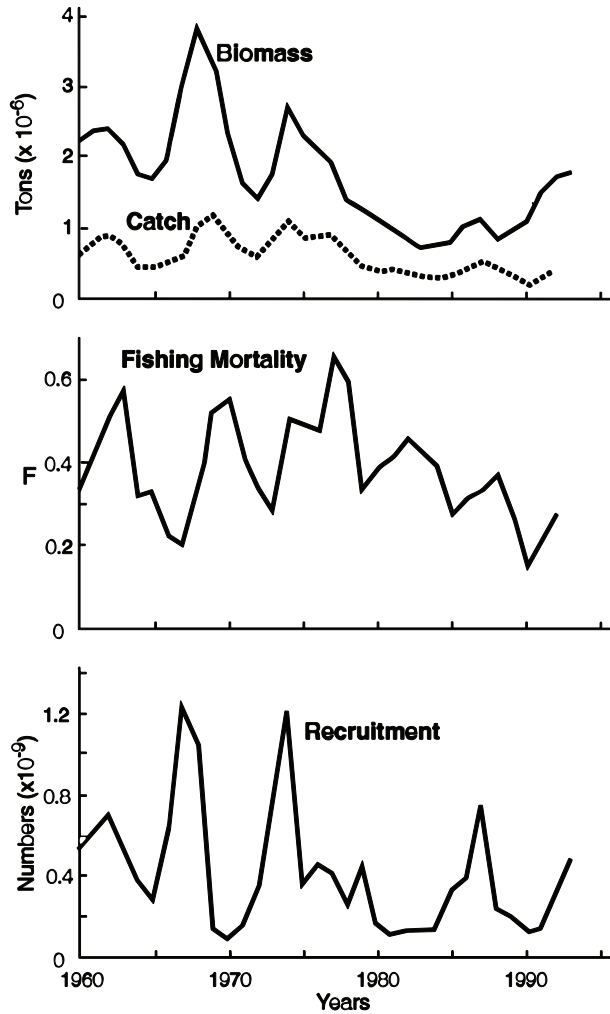 4
Biomass
3
Tons (x 10-6)
2
Catch
1
0
Fishing Mortality
0.6
F
0.4
0.2
0
1.2
Recruitment
Numbers (x10-9)
0.8
0.4
0
1960 1970 1980 1990
Years